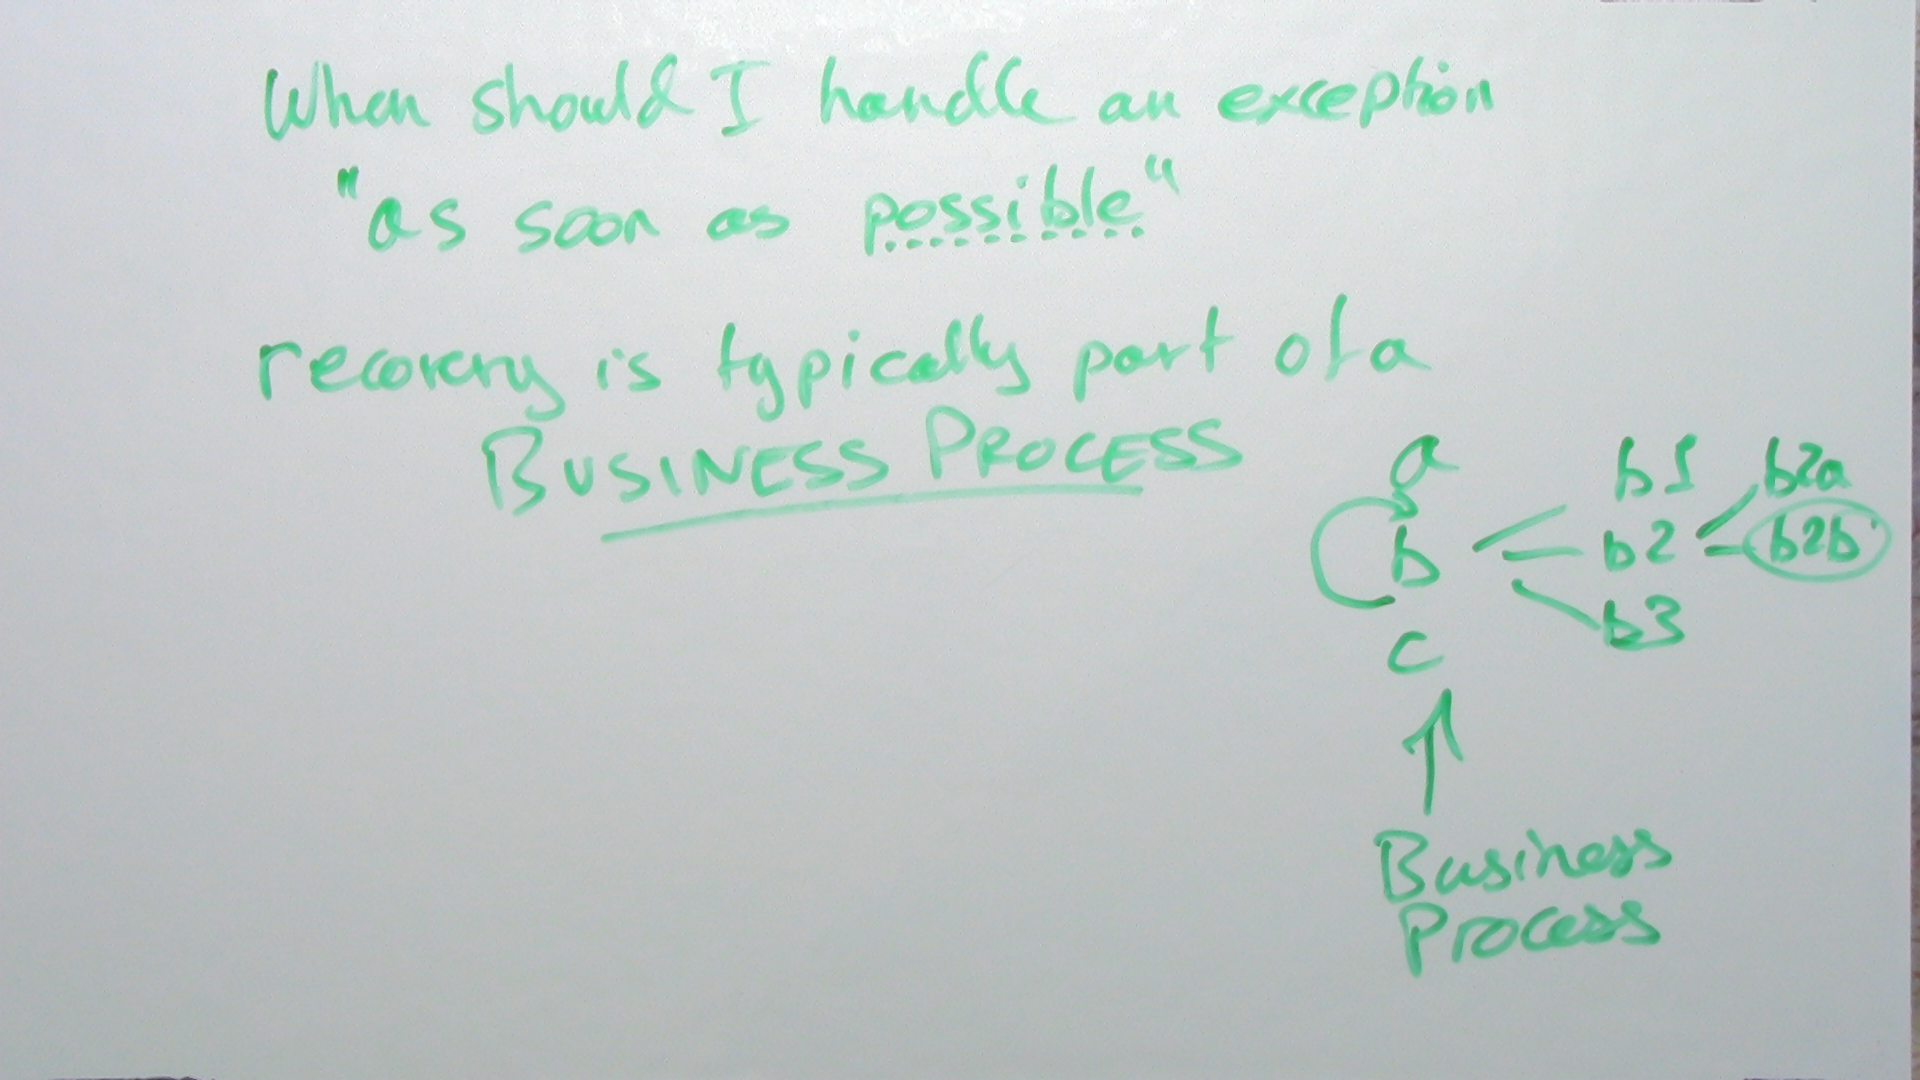 When should I handle an exception
"as soon as possible"
recovery is typically part of a
BUSINESS PROCESS
a
b
c
b1
b2
b3
b2a
b2b
Business
Process